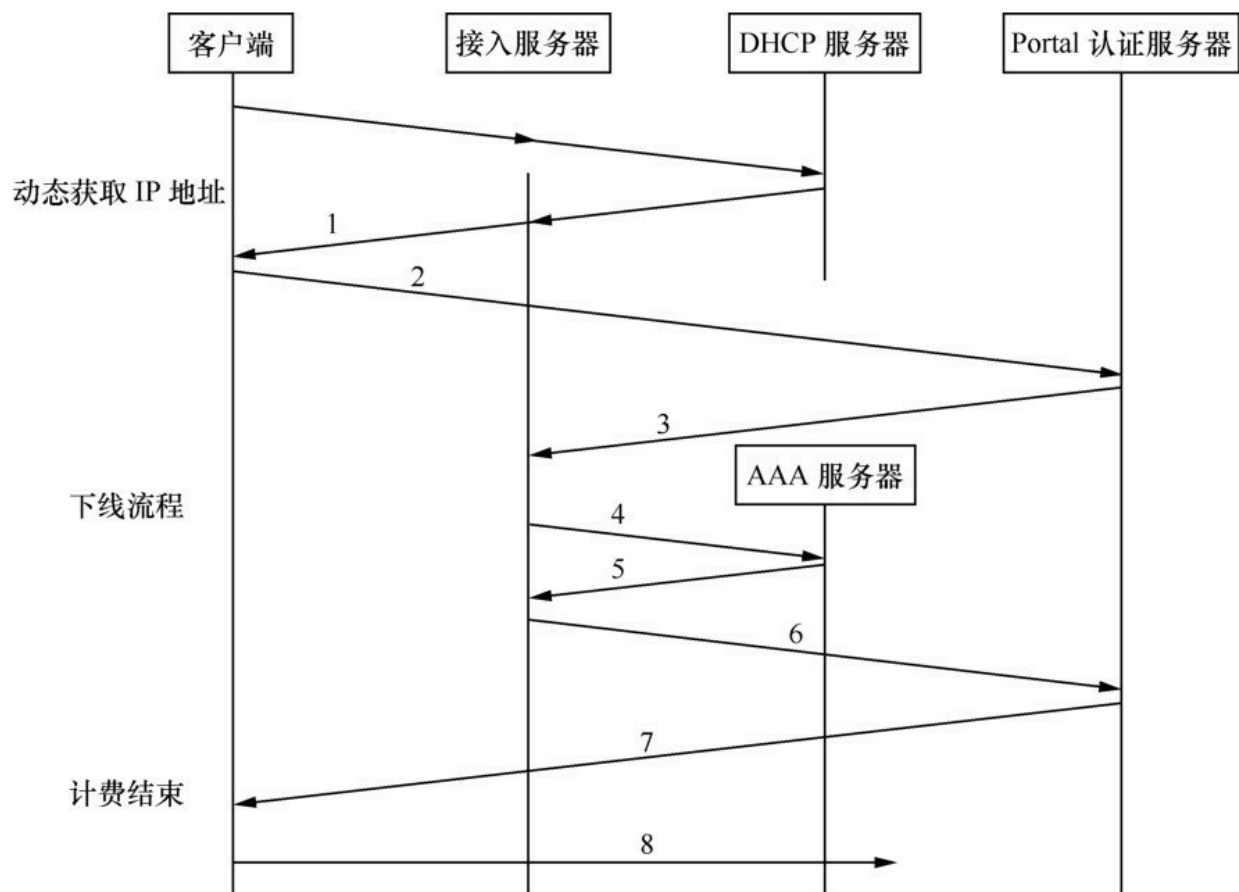 客户端
接入服务器
DHCP 服务器
Portal 认证服务器
动态获取 IP 地址
1
2
3
AAA 服务器
下线流程
4
5
6
7
计费结束
8